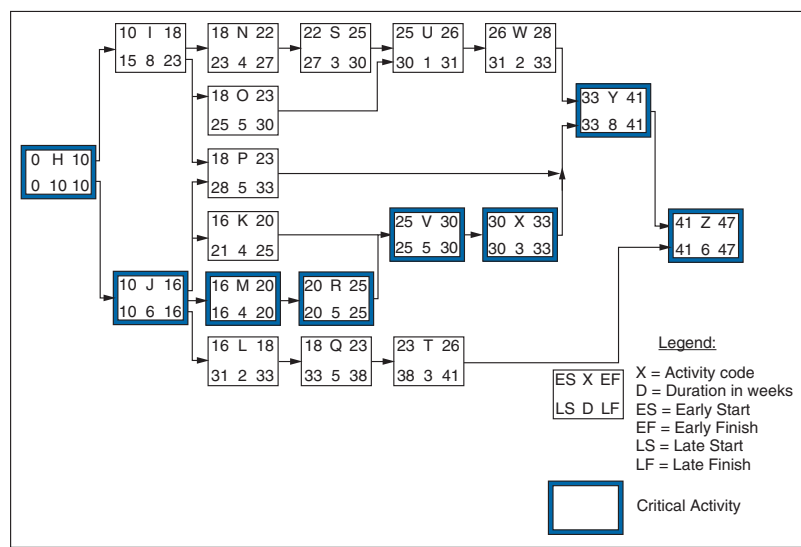 10 I 18
15 8 23
18 N 22
23 4 27
22 S 25
27 3 30
25 U 26
30 1 31
26 W 28
31 2 33
18 O 23
25 5 30
33 Y 41
33 8 41
0 H 10
0 10 10
18 P 23
28 5 33
16 K 20
21 4 25
25 V 30
25 5 30
30 X 33
30 3 33
41 Z 47
41 6 47
10 J 16
10 6 16
16 M 20
16 4 20
20 R 25
20 5 25
16 L 18
31 2 33
18 Q 23
33 5 38
23 T 26
38 3 41
Legend:
ES X EF
LS D LF
X = Activity code
D = Duration in weeks
ES = Early Start
EF = Early Finish
LS = Late Start
LF = Late Finish
Critical Activity